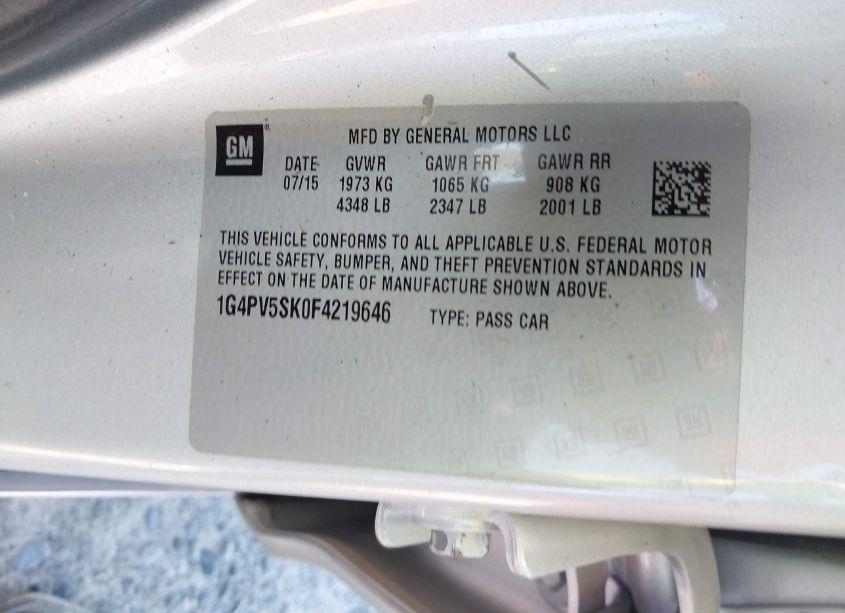 GM
MFD BY GENERAL MOTORS LLC
DATE GVWR GAWR FRT GAWR RR
07/15 1973 KG 1065 KG 908 KG
4348 LB 2347 LB 2001 LB
THIS VEHICLE CONFORMS TO ALL APPLICABLE U.S. FEDERAL MOTOR
VEHICLE SAFETY, BUMPER, AND THEFT PREVENTION STANDARDS IN
EFFECT ON THE DATE OF MANUFACTURE SHOWN ABOVE.
1G4PV5SK0F4219646 TYPE: PASS CAR